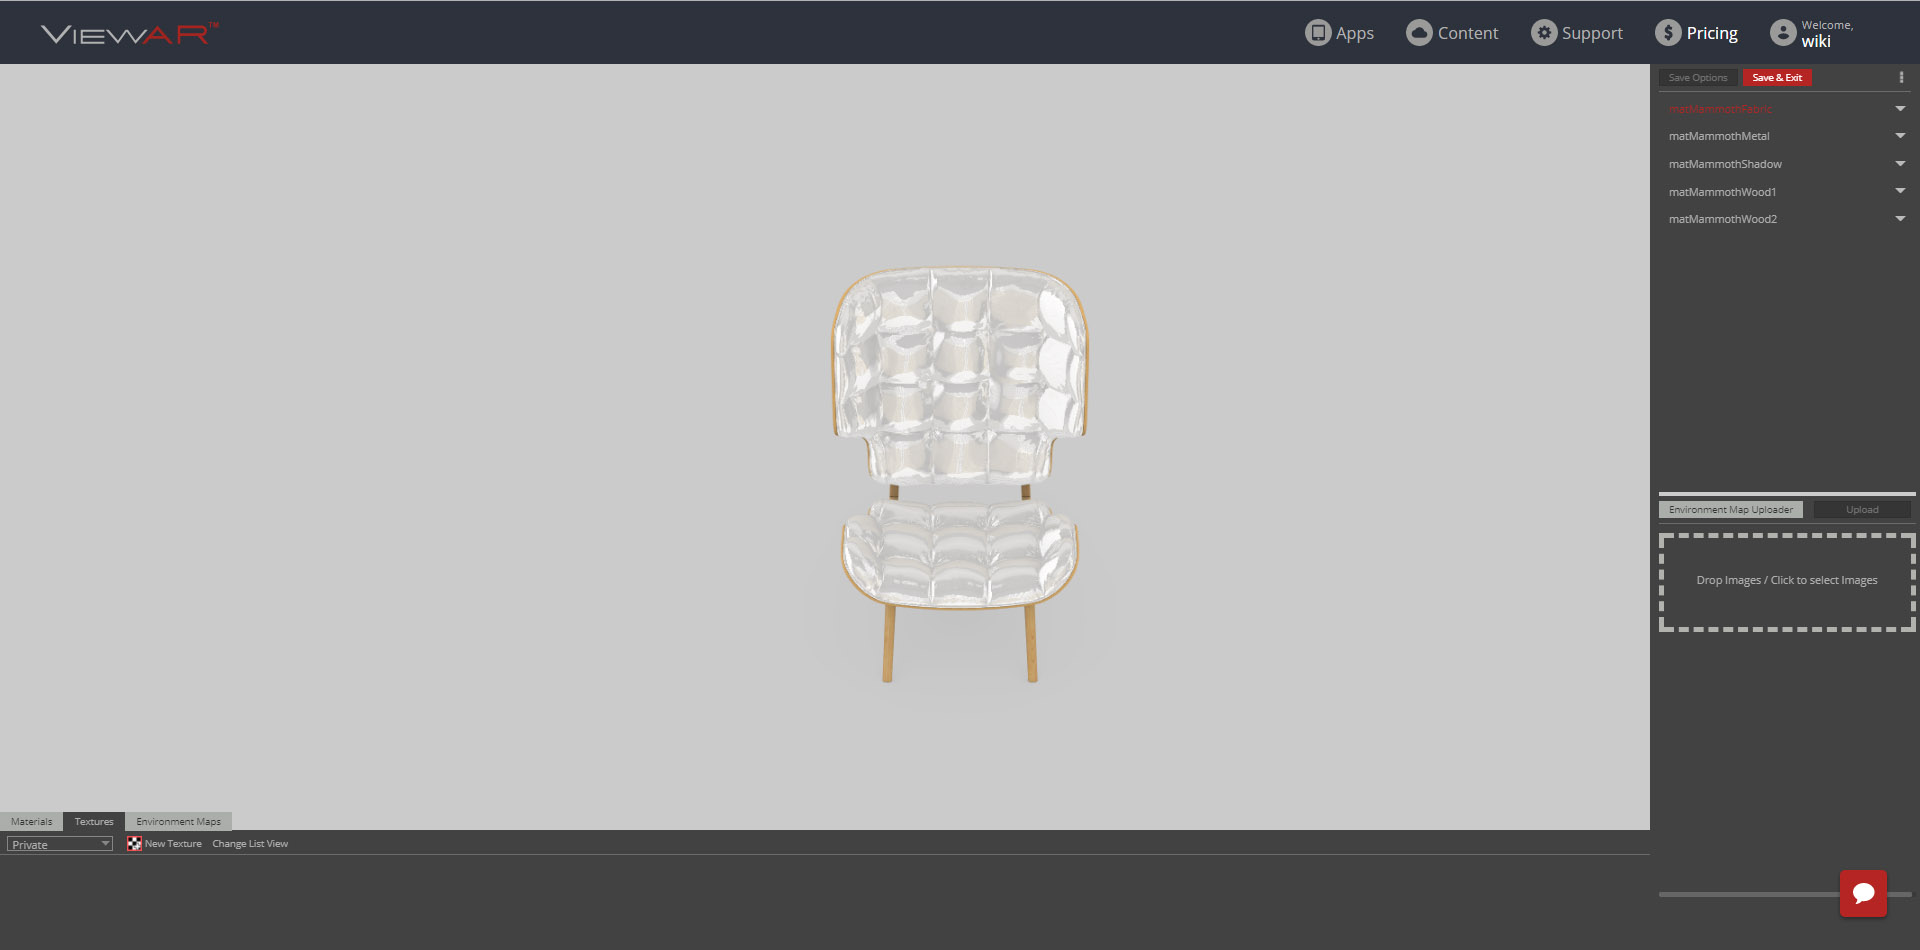 VIEWAR™
Apps
Content
Support
Pricing
Welcome,
wiki
Save Options
Save & Exit
matMammothFabric
matMammothMetal
matMammothShadow
matMammothWood1
matMammothWood2
Environment Map Uploader
Upload
Drop Images / Click to select Images
Materials
Textures
Environment Maps
Private
New Texture
Change List View